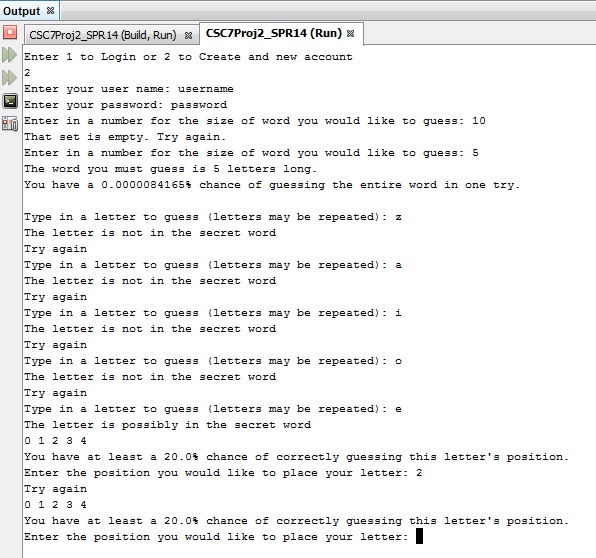 Output
CSC7Proj2_SPR14 (Build, Run) CSC7Proj2_SPR14 (Run)
Enter 1 to Login or 2 to Create and new account
2
Enter your user name: username
Enter your password: password
Enter in a number for the size of word you would like to guess: 10
That set is empty. Try again.
Enter in a number for the size of word you would like to guess: 5
The word you must guess is 5 letters long.
You have a 0.0000084165% chance of guessing the entire word in one try.
Type in a letter to guess (letters may be repeated): z
The letter is not in the secret word
Try again
Type in a letter to guess (letters may be repeated): a
The letter is not in the secret word
Try again
Type in a letter to guess (letters may be repeated): i
The letter is not in the secret word
Try again
Type in a letter to guess (letters may be repeated): o
The letter is not in the secret word
Try again
Type in a letter to guess (letters may be repeated): e
The letter is possibly in the secret word
0 1 2 3 4
You have at least a 20.0% chance of correctly guessing this letter's position.
Enter the position you would like to place your letter: 2
Try again
0 1 2 3 4
You have at least a 20.0% chance of correctly guessing this letter's position.
Enter the position you would like to place your letter: